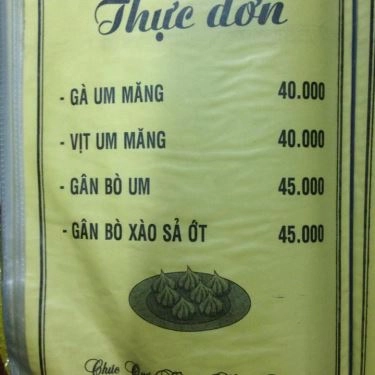 Thực đơn
- GÀ UM MĂNG 40.000
- VỊT UM MĂNG 40.000
- GÂN BÒ UM 45.000
- GÂN BÒ XÀO SẢ ỚT 45.000
Chúc